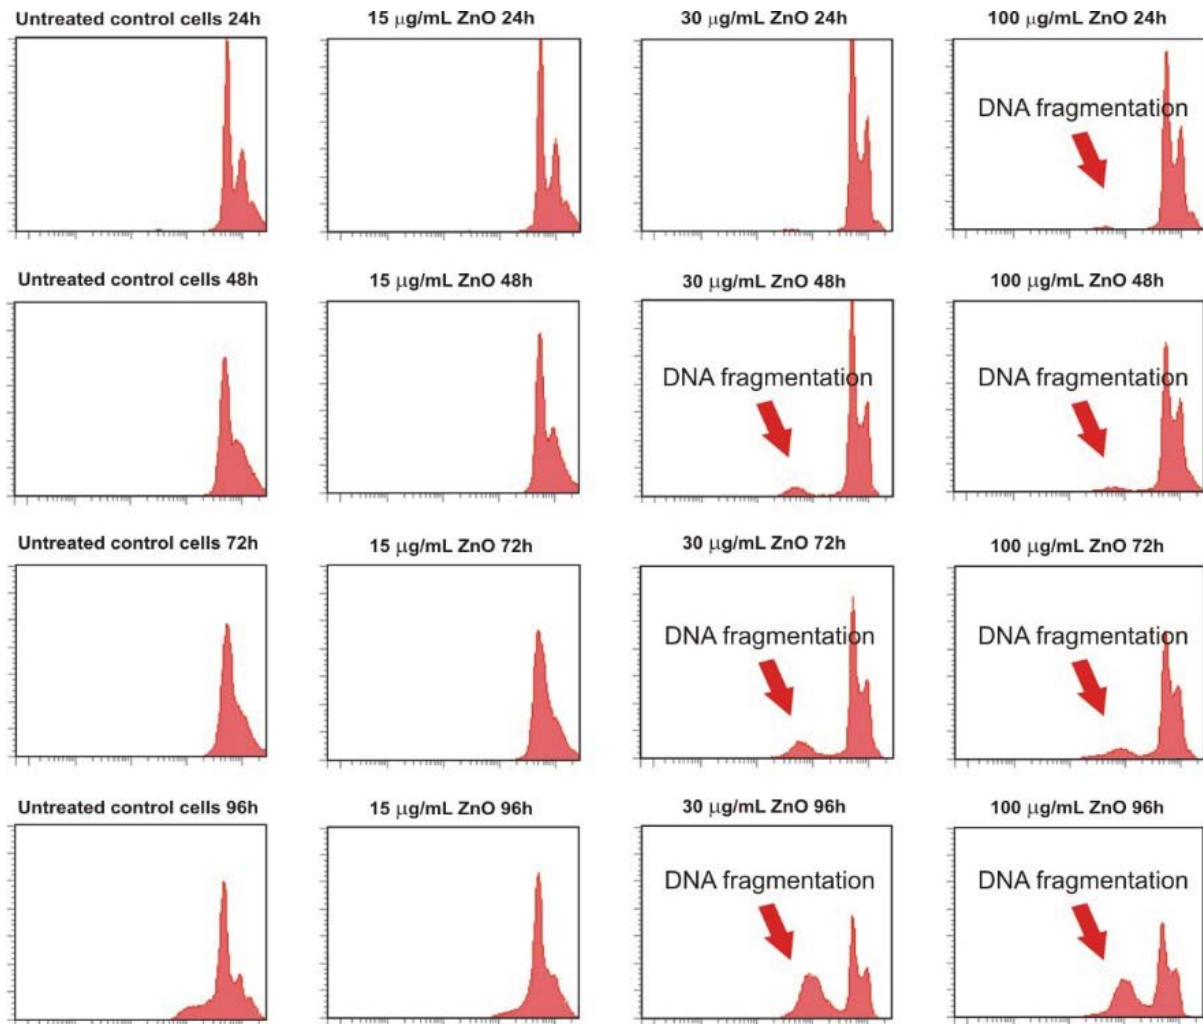 Untreated control cells 24h
15 μg/mL ZnO 24h
30 μg/mL ZnO 24h
100 μg/mL ZnO 24h
DNA fragmentation
Untreated control cells 48h
15 μg/mL ZnO 48h
30 μg/mL ZnO 48h
100 μg/mL ZnO 48h
DNA fragmentation
DNA fragmentation
Untreated control cells 72h
15 μg/mL ZnO 72h
30 μg/mL ZnO 72h
100 μg/mL ZnO 72h
DNA fragmentation
DNA fragmentation
Untreated control cells 96h
15 μg/mL ZnO 96h
30 μg/mL ZnO 96h
100 μg/mL ZnO 96h
DNA fragmentation
DNA fragmentation